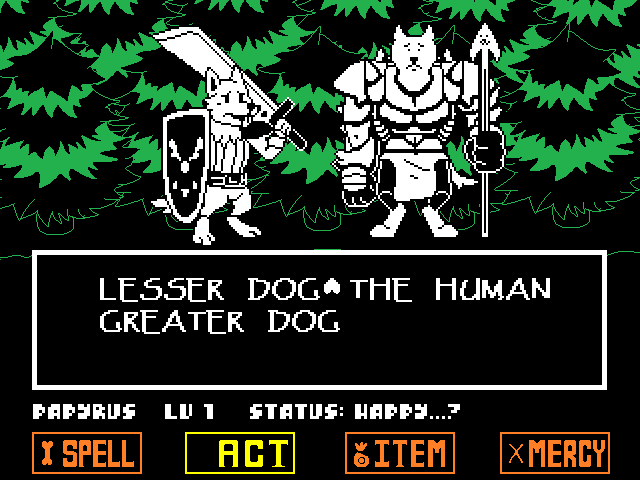 LESSER DOG THE HUMAN
GREATER DOG
PAPYRUS LV 1 STATUS: HAPPY...?
SPELL ACT ITEM MERCY